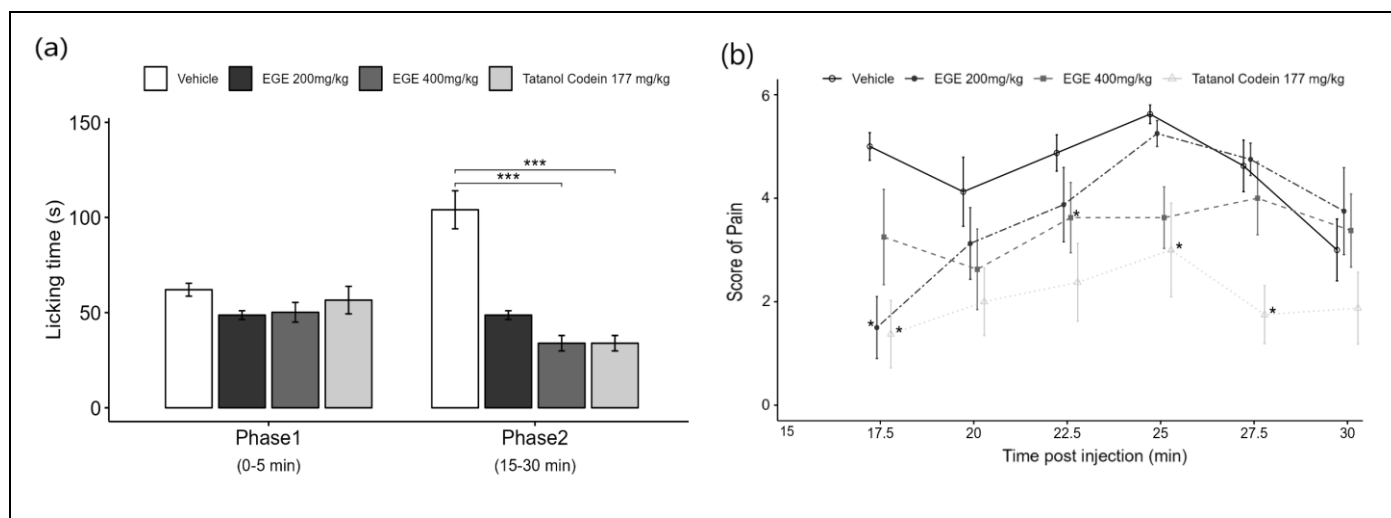 (a)
Vehicle EGE 200mg/kg EGE 400mg/kg Tatanol Codein 177 mg/kg
150
100
50
0
Licking time (s)
***
***
Phase1 Phase2
(0-5 min) (15-30 min)
(b)
Vehicle EGE 200mg/kg EGE 400mg/kg Tatanol Codein 177 mg/kg
6
4
2
0
Score of Pain
*
*
*
*
*
15 17.5 20 22.5 25 27.5 30
Time post injection (min)